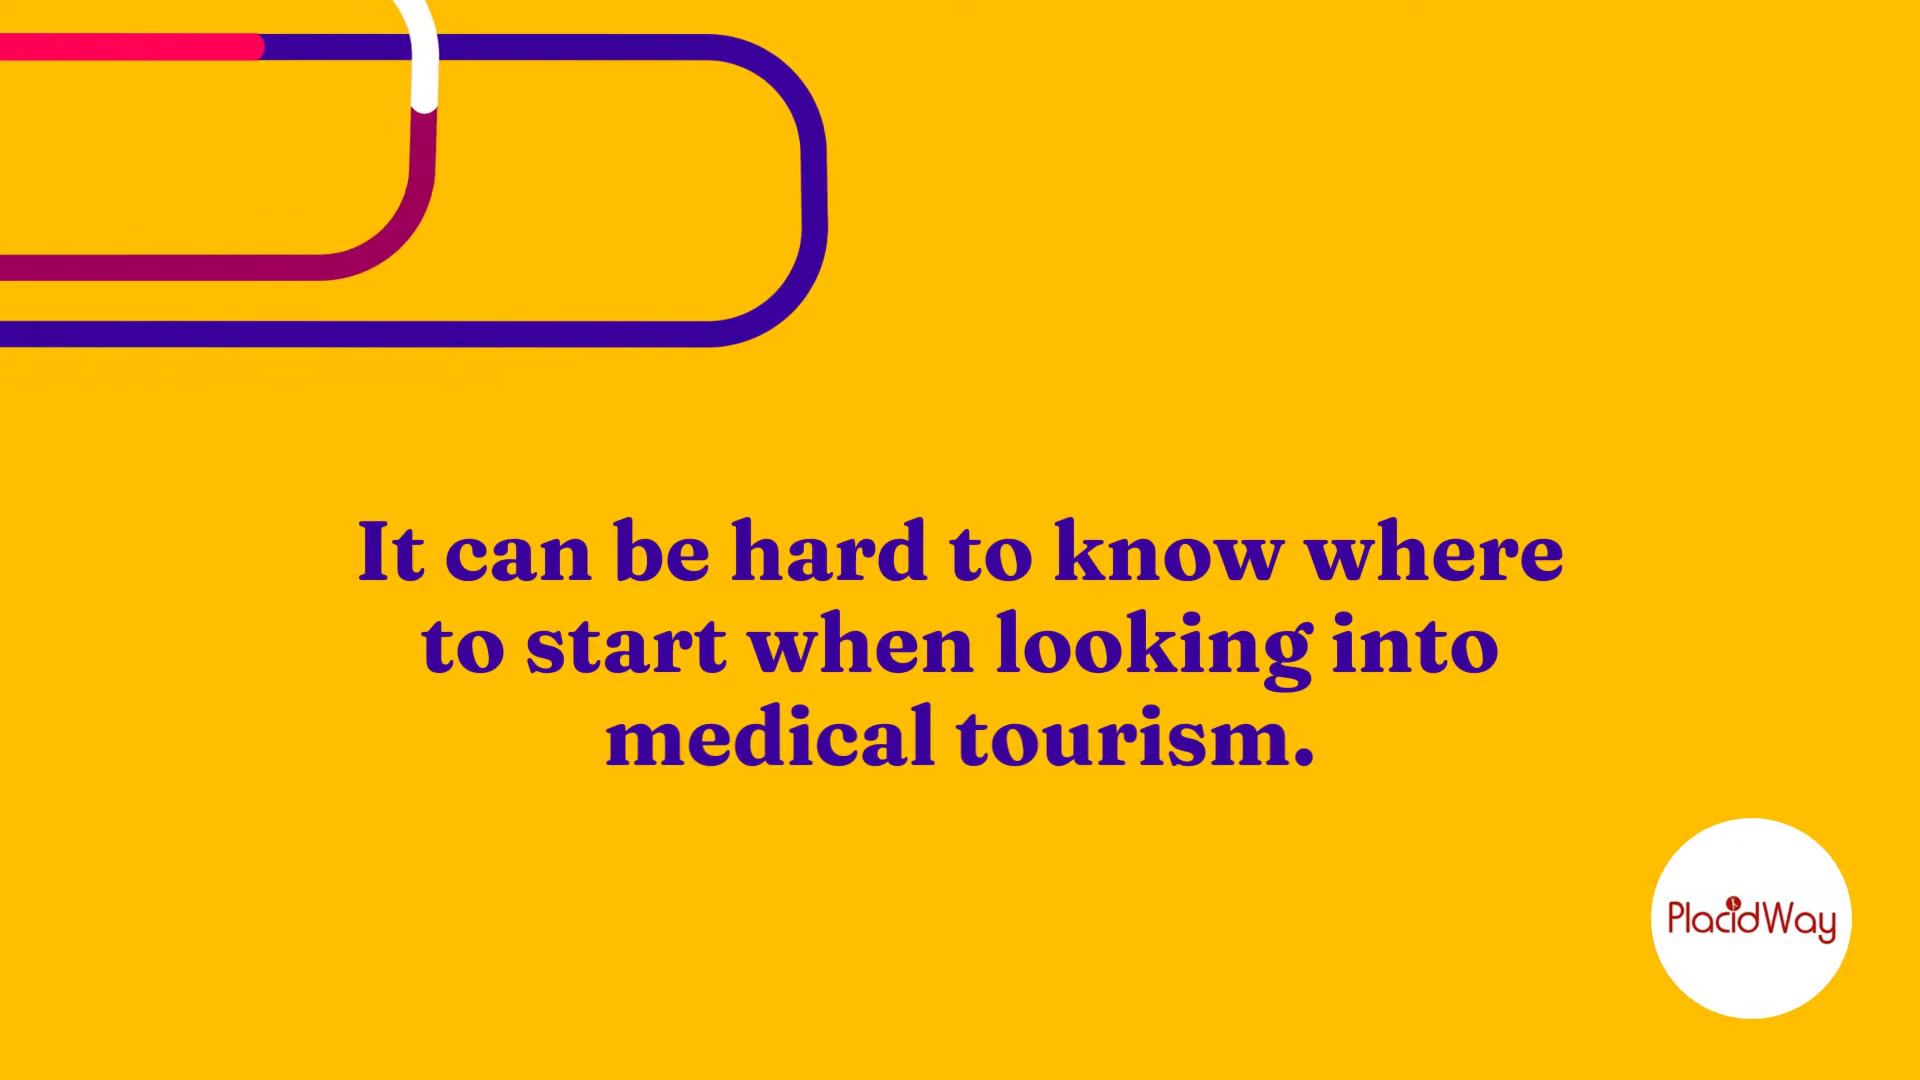 It can be hard to know where
to start when looking into
medical tourism.
PlacidWay